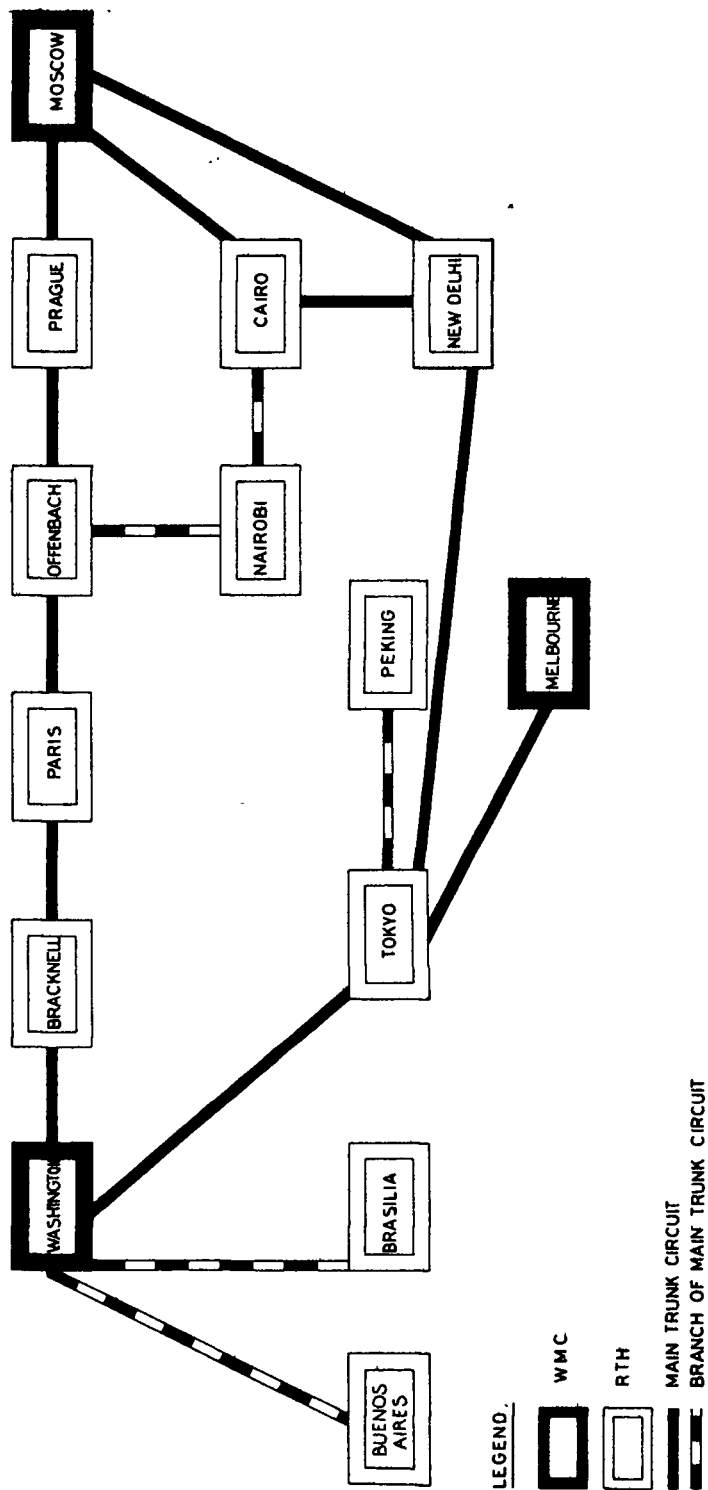 MOSCOW
PRAGUE
OFFENBACH
PARIS
BRACKNELL
WASHINGTON
CAIRO
NAIROBI
NEW DELHI
PEKING
TOKYO
MELBOURNE
BRASILIA
BUENOS
AIRES
LEGEND.
WMC
RTH
MAIN TRUNK CIRCUIT
BRANCH OF MAIN TRUNK CIRCUIT